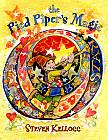 the
Pied Piper's Magic
STEVEN KELLOGG